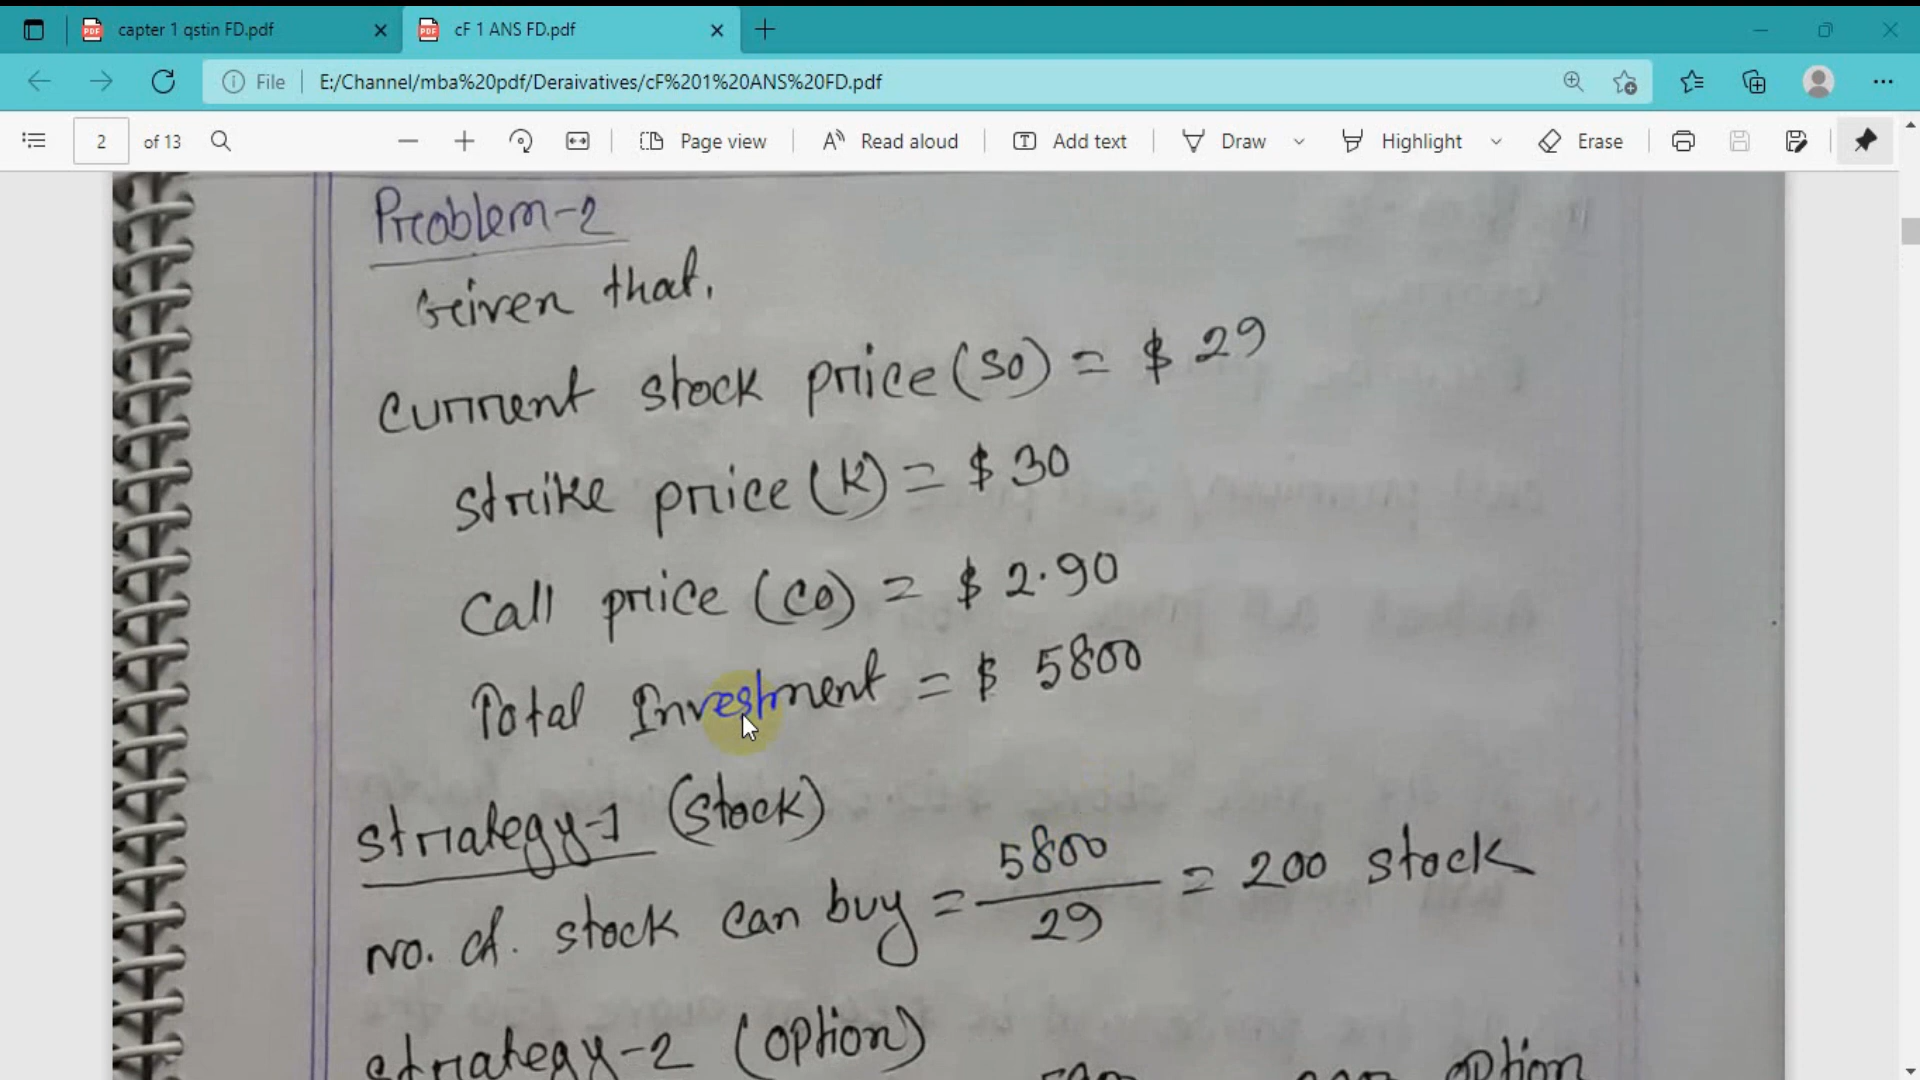 capter 1 qstin FD.pdf
cF 1 ANS FD.pdf
File E:/Channel/mba%20pdf/Deraivatives/cF%201%20ANS%20FD.pdf
2 of 13 Page view Read aloud Add text Draw Highlight Erase
Problem-2
Given that,
Current stock price (S0) = $ 29
Strike price (K) = $ 30
Call price (C0) = $ 2.90
Total Investment = $ 5800
Strategy-1 (Stock)
No. of. stock can buy = 5800 / 29 = 200 stock
Strategy-2 (option)
option